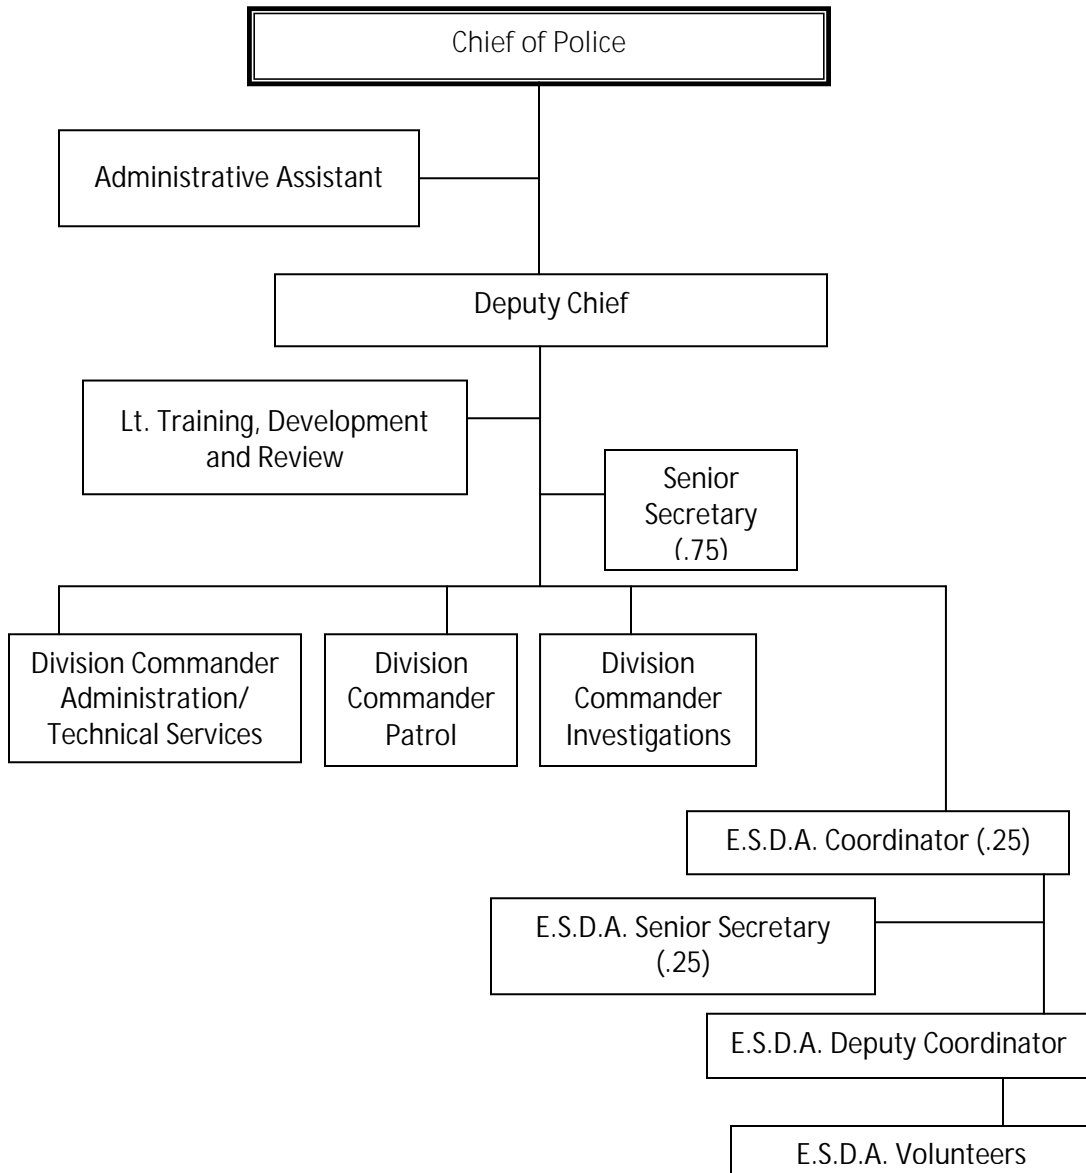 Chief of Police
Administrative Assistant
Deputy Chief
Lt. Training, Development
and Review
Senior
Secretary
(.75)
Division Commander
Administration/
Technical Services
Division
Commander
Patrol
Division
Commander
Investigations
E.S.D.A. Coordinator (.25)
E.S.D.A. Senior Secretary
(.25)
E.S.D.A. Deputy Coordinator
E.S.D.A. Volunteers